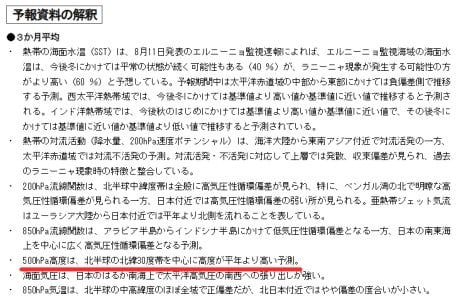 予報資料の解釈
●3か月平均
・ 熱帯の海面水温(SST)は、8月11日発表のエルニーニョ監視速報によれば、エルニーニョ監視海域の海面水
温は、今後冬にかけては平常の状態が続く可能性もある(40 %)が、ラニーニャ現象が発生する可能性の方
がより高い(60 %)と予想している。予報期間中は太平洋赤道域の中部から東部にかけては負偏差側で推移
する予測。西太平洋熱帯域では、今後冬にかけては基準値より高い値か基準値に近い値で推移すると予測さ
れる。インド洋熱帯域では、今後秋のはじめにかけては基準値より高い値か基準値に近い値で、その後冬に
かけては基準値に近い値か基準値より低い値で推移すると予測されている。
・ 熱帯の対流活動(降水量、200hPa速度ポテンシャル)は、海洋大陸から東南アジア付近で対流活発の一方、
太平洋赤道域では対流不活発の予測。対流活発・不活発に対応して上層では発散、収束偏差が見られ、過去
のラニーニャ現象時の特徴と整合している。
・ 200hPa流線関数は、北半球中緯度帯は全般に高気圧性循環偏差が見られ、特に、ベンガル湾の北で明瞭な高
気圧性循環偏差が見られる一方、日本付近では高気圧性循環偏差の弱い所が見られる。亜熱帯ジェット気流
はユーラシア大陸から日本付近では平年より北側を流れることを表している。
・ 850hPa流線関数は、アラビア半島からインドシナ半島にかけて低気圧性循環偏差となる一方、日本の南東海
上を中心に広く高気圧性循環偏差となる予測。
・ 500hPa高度は、北半球の北緯30度帯を中心に高度が平年より高い予測。
・ 海面気圧は、日本のはるか南海上で太平洋高気圧の南西への張り出しが強い。
・ 850hPa気温は、北半球の中高緯度のほぼ全域で正偏差だが、北日本付近ではやや偏差の度合いが小さい。